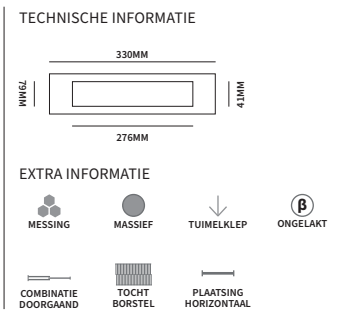 TECHNISCHE INFORMATIE
330MM
79MM
41MM
276MM
EXTRA INFORMATIE
MESSING
MASSIEF
TUIMELKLEP
β
ONGELAKT
COMBINATIE
DOORGAAND
TOCHT
BORSTEL
PLAATSING
HORIZONTAAL